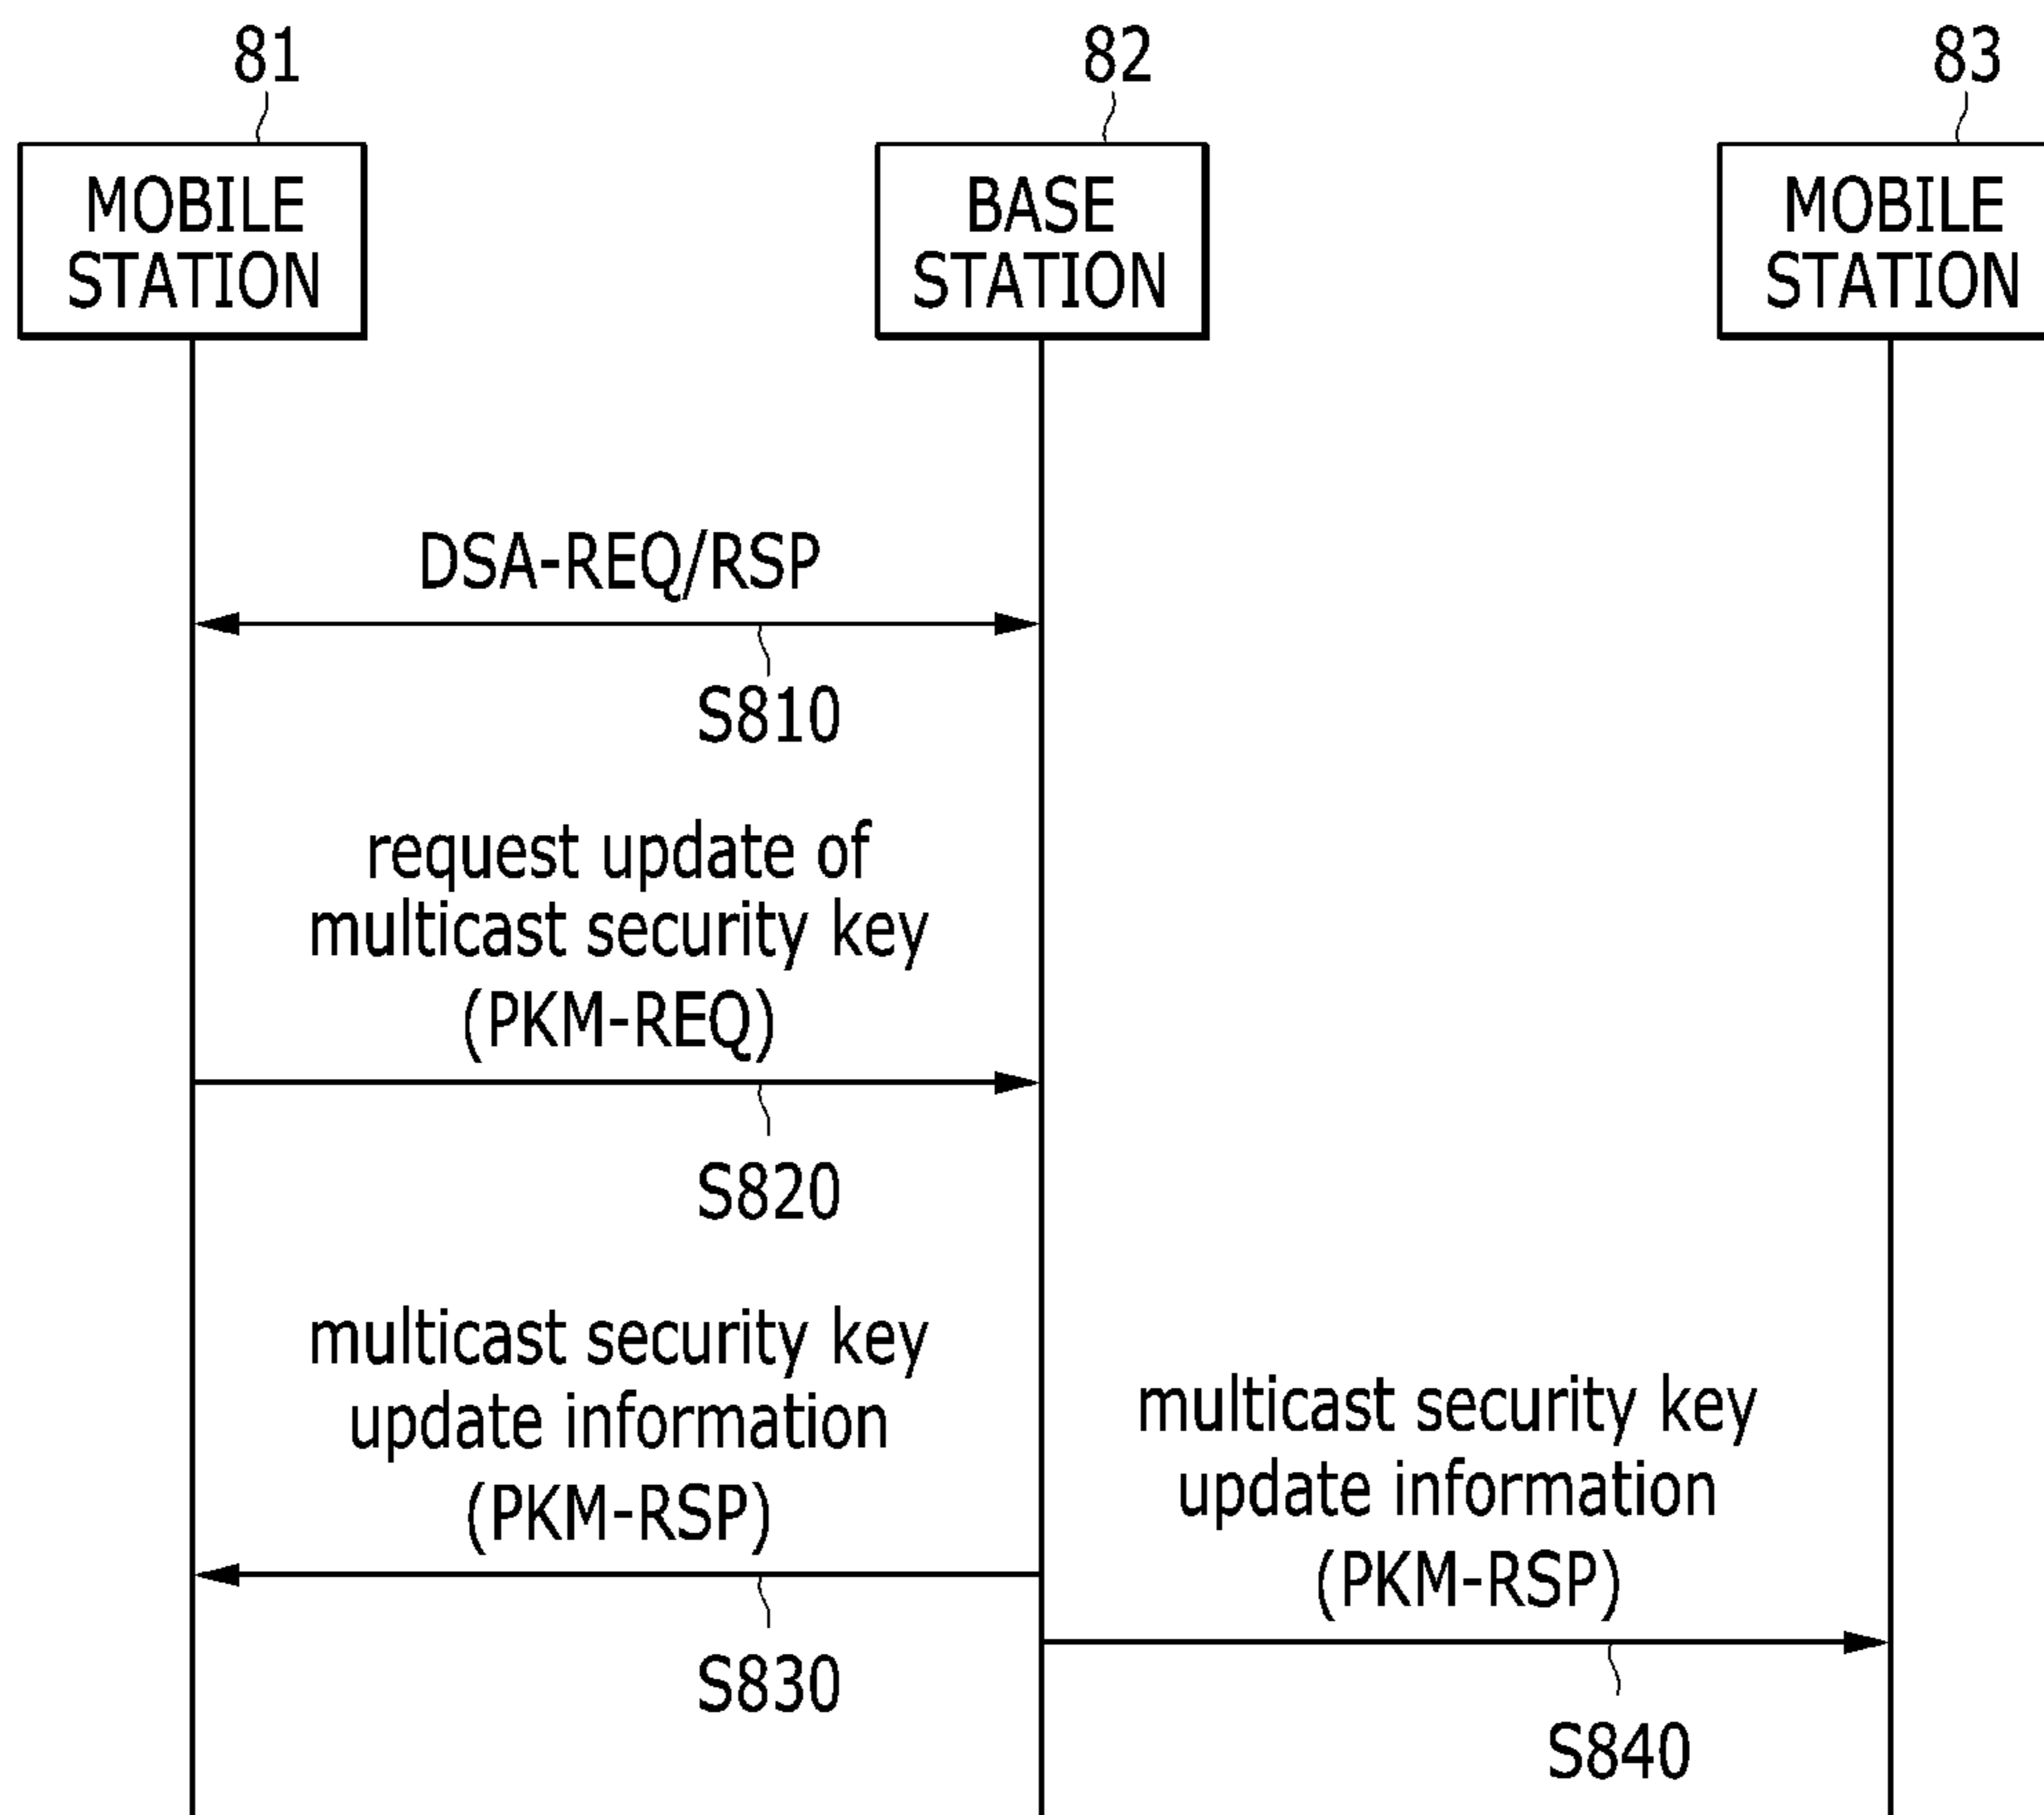 81
82
83
MOBILE
STATION
BASE
STATION
MOBILE
STATION
DSA-REQ/RSP
S810
request update of
multicast security key
(PKM-REQ)
S820
multicast security key
update information
(PKM-RSP)
S830
multicast security key
update information
(PKM-RSP)
S840